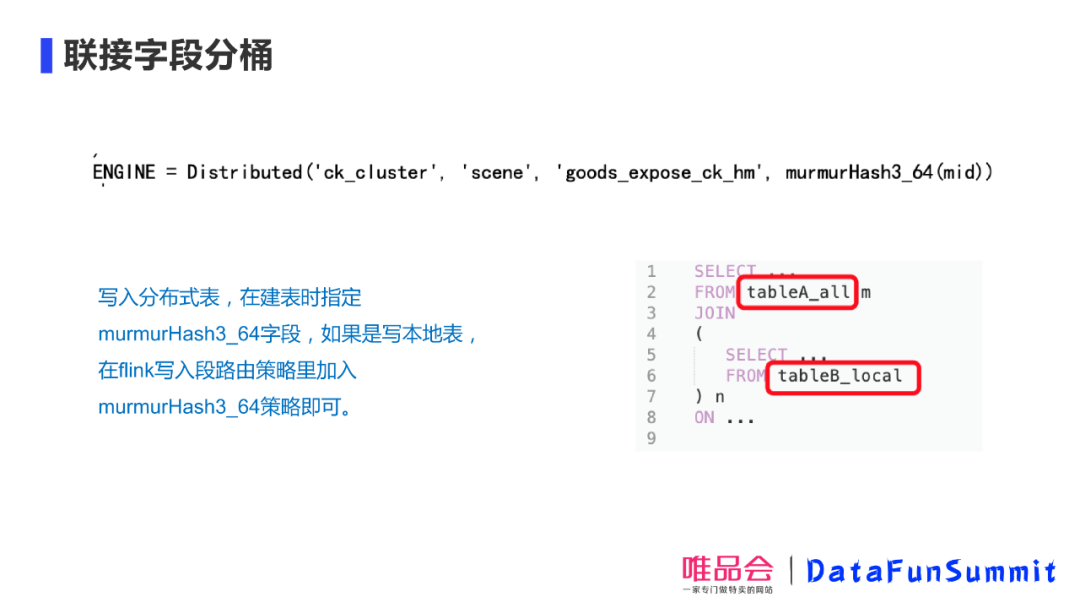 联接字段分桶
ENGINE = Distributed('ck_cluster', 'scene', 'goods_expose_ck_hm', murmurHash3_64(mid))
写入分布式表，在建表时指定
murmurHash3_64字段，如果是写本地表，
在flink写入段路由策略里加入
murmurHash3_64策略即可。
1 SELECT ...
2 FROM tableA_all m
3 JOIN
4 (
5 SELECT ...
6 FROM tableB_local
7 ) n
8 ON ...
9
唯品会 | DataFunSummit
一家专门做特卖的网站